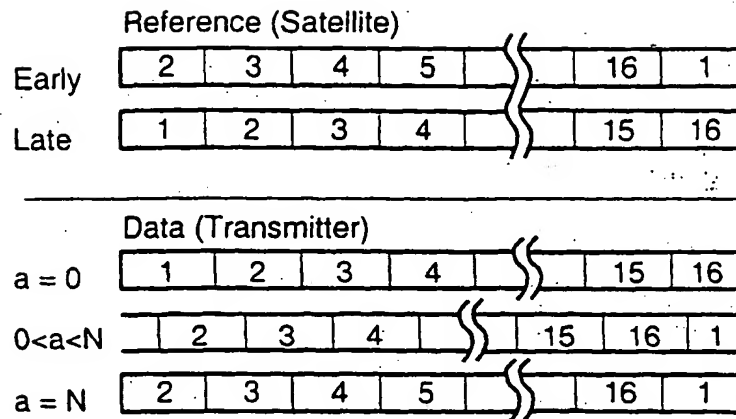 Reference (Satellite)
Early 2 3 4 5 16 1
Late 1 2 3 4 15 16
Data (Transmitter)
a = 0 1 2 3 4 15 16
0<a<N 2 3 4 15 16 1
a = N 2 3 4 5 16 1